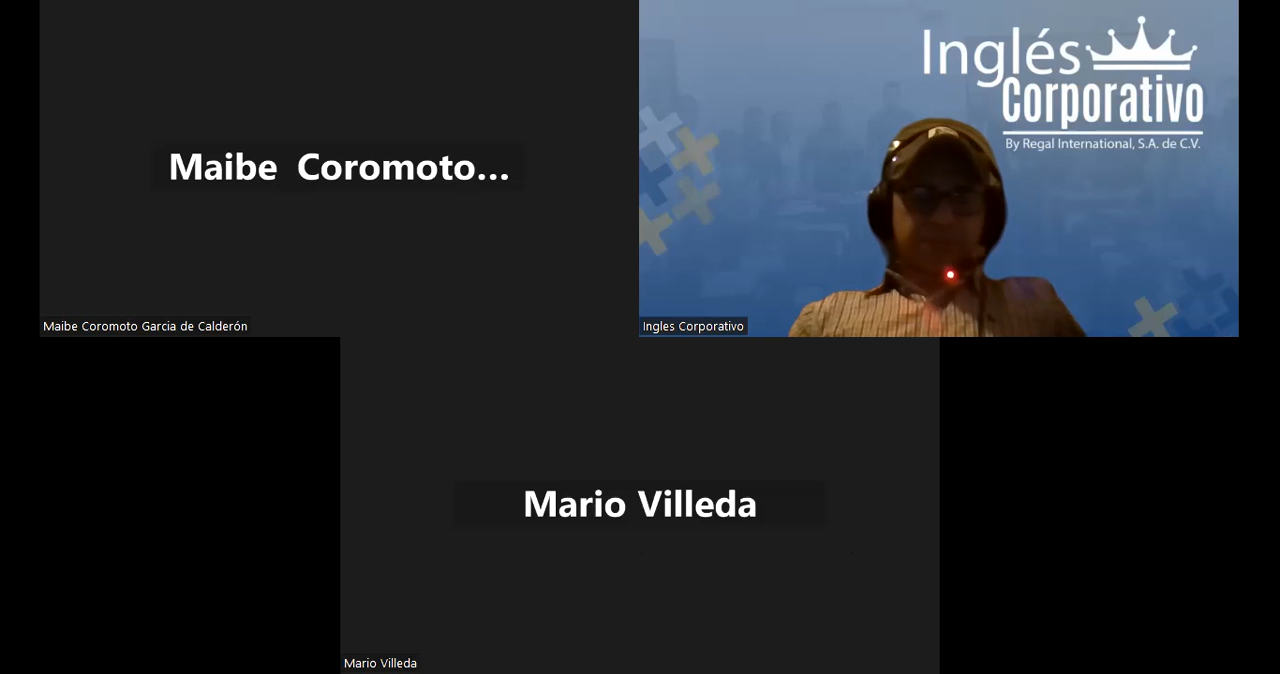 Maibe Coromoto...
Maibe Coromoto Garcia de Calderón
Inglés
Corporativo
By Regal International, S.A. de C.V.
Ingles Corporativo
Mario Villeda
Mario Villeda